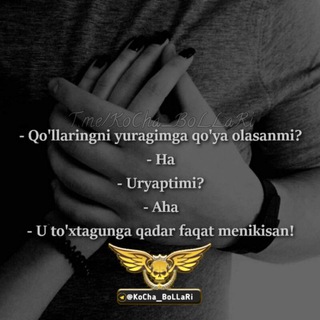 T.me/KoCha_BoLLaRi
- Qo'llaringni yuragimga qo'ya olasanmi?
- Ha
- Uryaptimi?
- Aha
- U to'xtagunga qadar faqat menikisan!
@KoCha_BoLLaRi